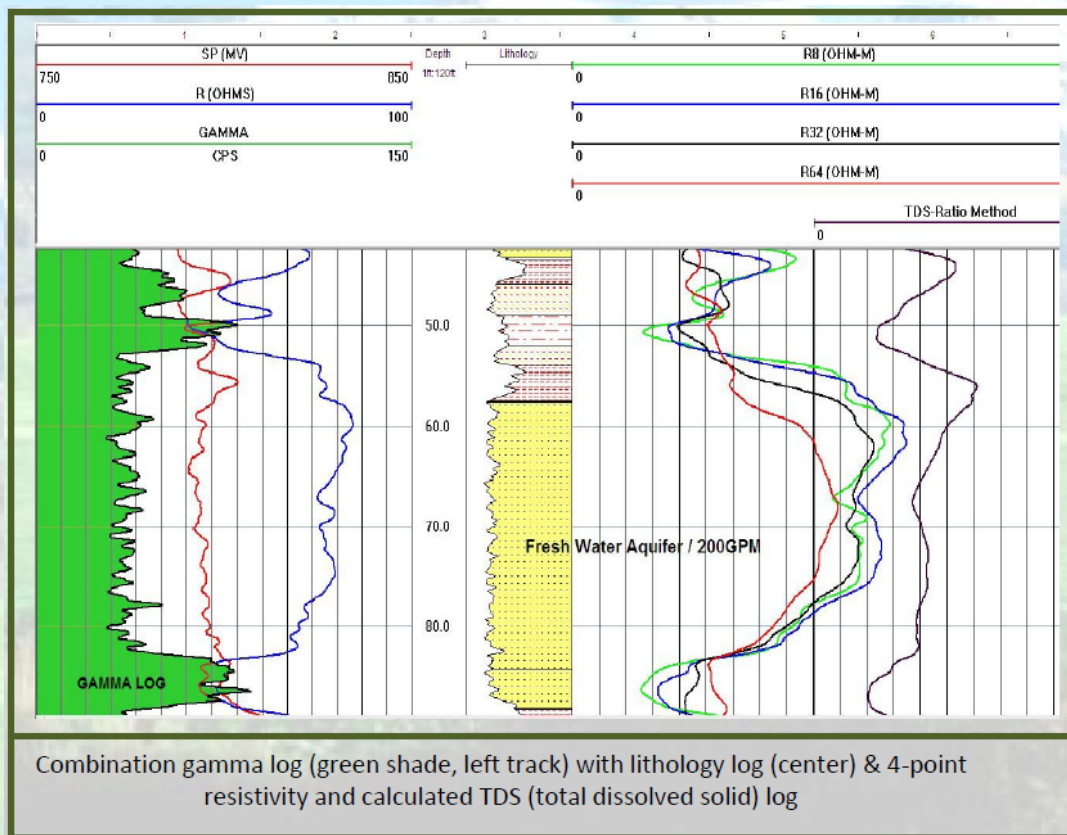 1 2 3 4 5 6
SP (MV) Depth Lithology R8 (OHM-M)
750 850 1ft:120ft 0
R (OHMS) R16 (OHM-M)
0 100 0
GAMMA R32 (OHM-M)
0 CPS 150 0
R64 (OHM-M)
0
TDS-Ratio Method
0
50.0
60.0
70.0
Fresh Water Aquifer / 200GPM
80.0
GAMMA LOG
Combination gamma log (green shade, left track) with lithology log (center) & 4-point
resistivity and calculated TDS (total dissolved solid) log